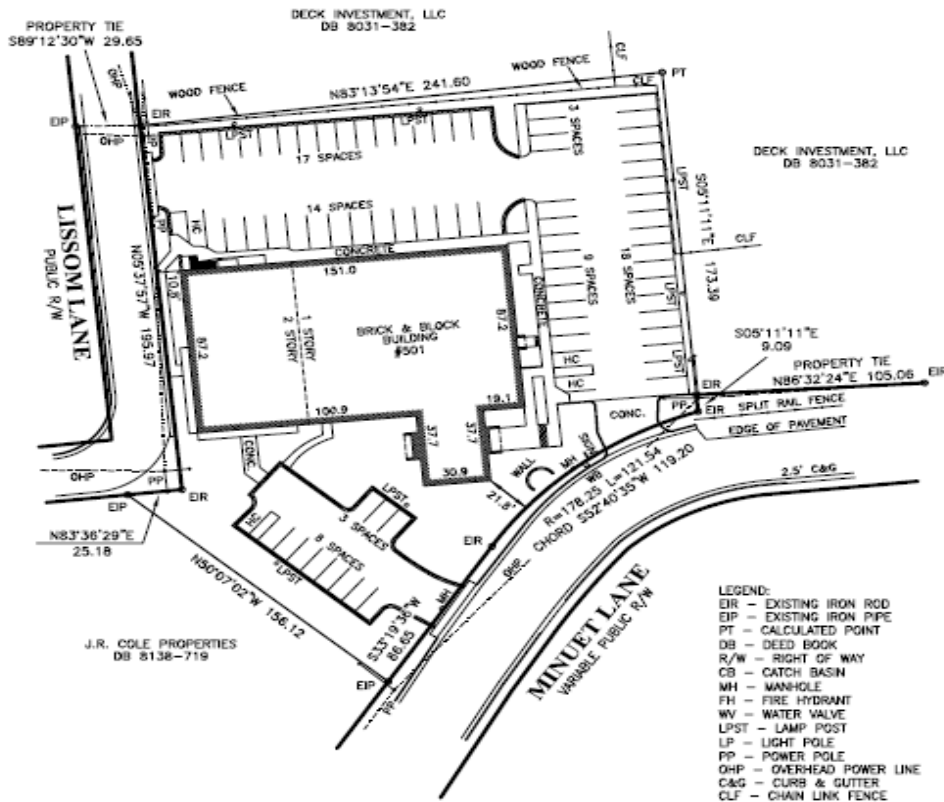 DECK INVESTMENT, LLC
DB 8031-382
PROPERTY TIE
S89°12'30"W 29.65
OHP
WOOD FENCE
N83°13'54"E 241.60
WOOD FENCE
CLF
CLF
PT
EIP
EIR
OHP
PP
LPST
LPST
17 SPACES
3 SPACES
DECK INVESTMENT, LLC
DB 8031-382
LPST
S05°11'11"E 173.39
CLF
14 SPACES
HC
PP
LISSOM LANE
PUBLIC R/W
N05°37'57"W 195.97
CONCRETE
151.0
10.8'
87.2
2 STORY
1 STORY
BRICK & BLOCK
BUILDING
#501
87.2
CONCRETE
9 SPACES
18 SPACES
LPST
LPST
HC
HC
S05°11'11"E
9.09
PROPERTY TIE
N86°32'24"E 105.06
EIR
EIR
EIR
PP
CONC.
SPLIT RAIL FENCE
EDGE OF PAVEMENT
100.9
19.1
37.7
37.7
30.9
21.8'
CONC.
SIGN
WALL
MH
WB
R=178.25 L=121.54
CHORD S52°40'35"W 119.20
2.5' C&G
OHP
PP
EIR
EIP
N83°36'29"E
25.18
LPST
HC
3 SPACES
8 SPACES
LPST
EIR
OHP
MH
N50°07'02"W 156.12
S33°19'36"W
86.65
J.R. COLE PROPERTIES
DB 8138-719
EIP
PP
MINUET LANE
VARIABLE PUBLIC R/W
LEGEND:
EIR - EXISTING IRON ROD
EIP - EXISTING IRON PIPE
PT - CALCULATED POINT
DB - DEED BOOK
R/W - RIGHT OF WAY
CB - CATCH BASIN
MH - MANHOLE
FH - FIRE HYDRANT
WV - WATER VALVE
LPST - LAMP POST
LP - LIGHT POLE
PP - POWER POLE
OHP - OVERHEAD POWER LINE
C&G - CURB & GUTTER
CLF - CHAIN LINK FENCE